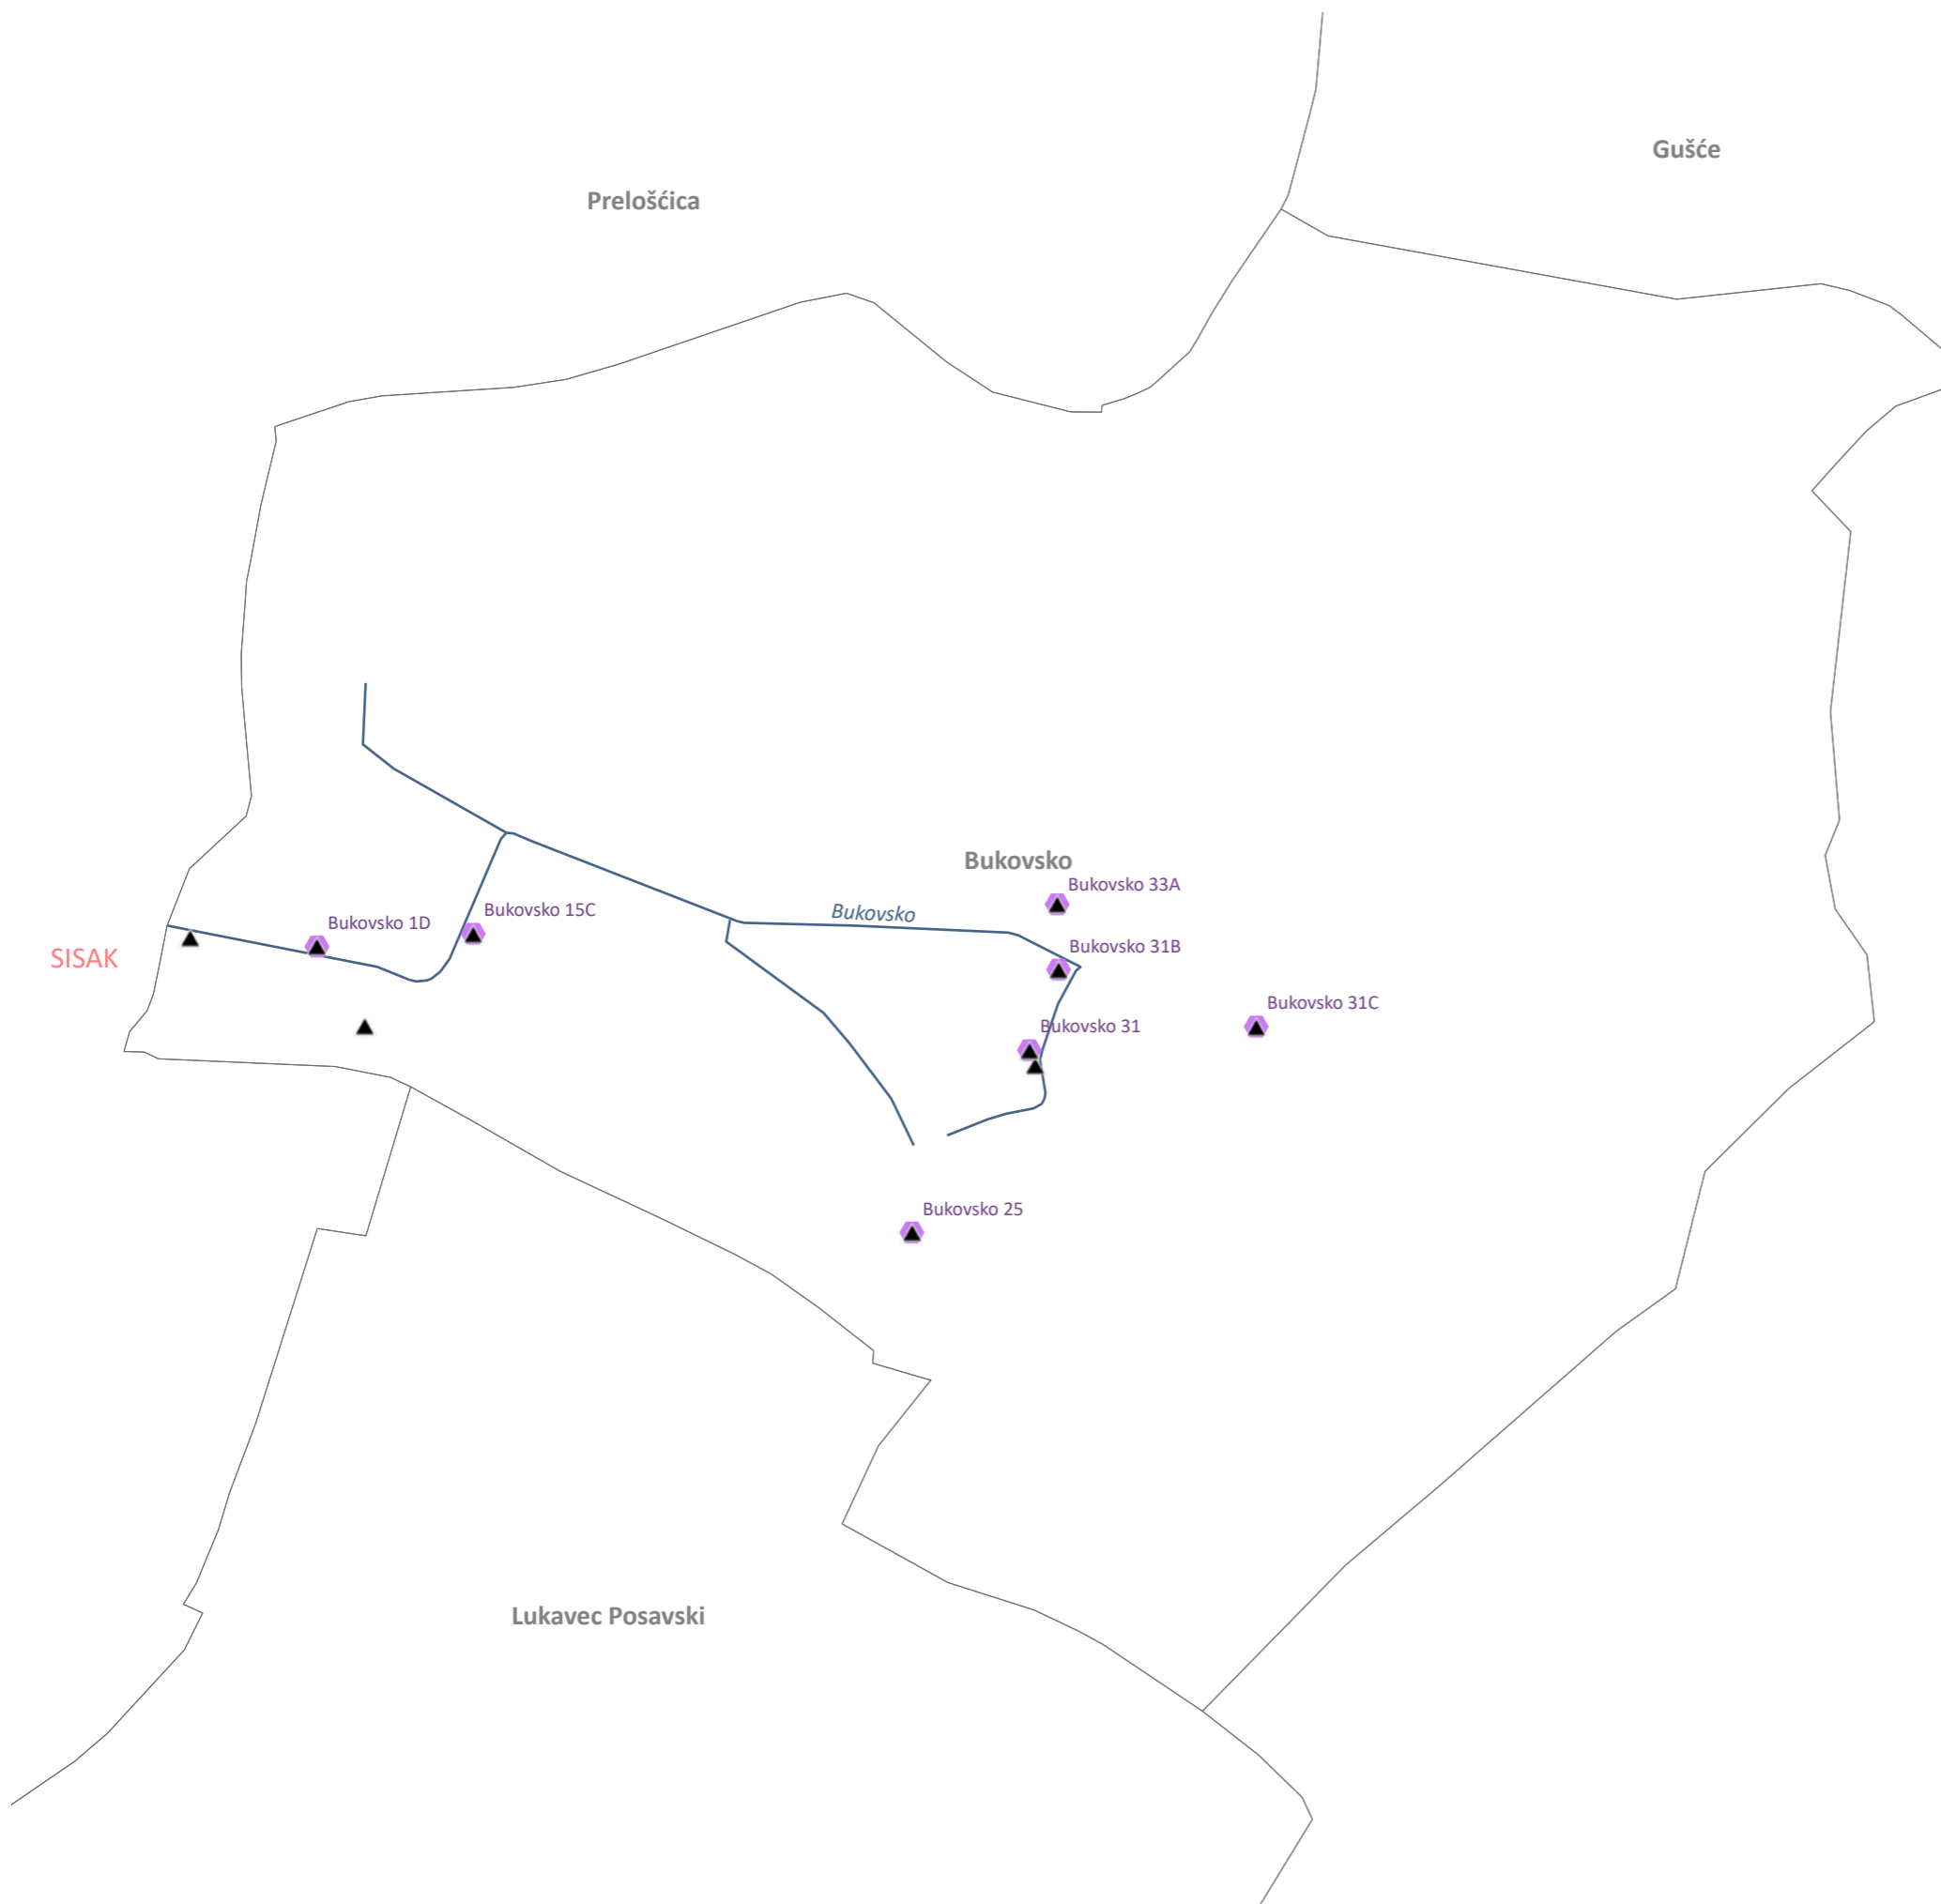 Gušće
Prelošćica
Bukovsko
Bukovsko 33A
Bukovsko 15C
Bukovsko
Bukovsko 1D
Bukovsko 31B
SISAK
Bukovsko 31C
Bukovsko 31
Bukovsko 25
Lukavec Posavski